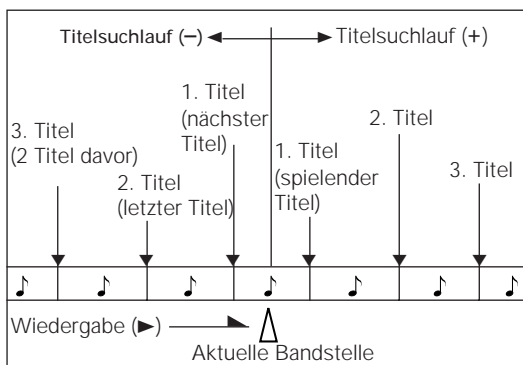 Titelsuchlauf (−)
Titelsuchlauf (+)
1. Titel
(nächster
Titel)
3. Titel
(2 Titel davor)
2. Titel
(letzter Titel)
1. Titel
(spielender
Titel)
2. Titel
3. Titel
Wiedergabe (►)
Aktuelle Bandstelle